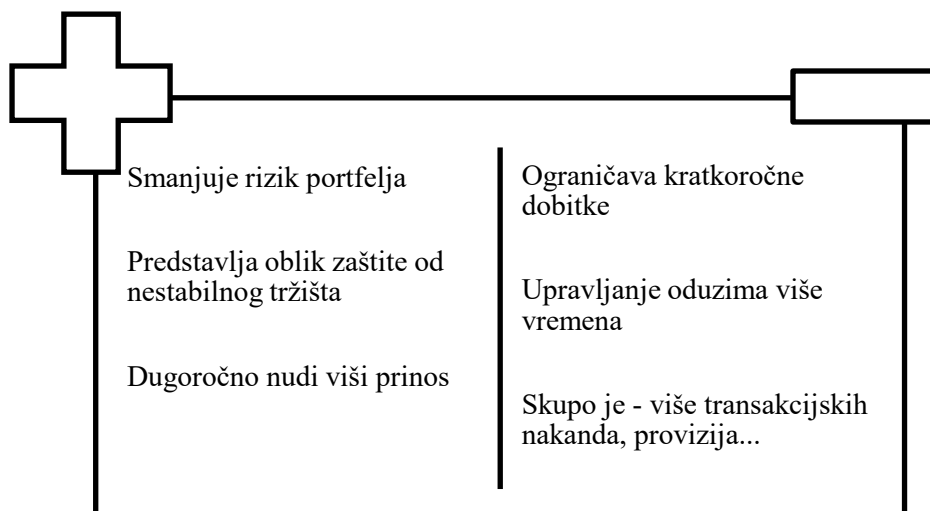 Smanjuje rizik portfelja
Predstavlja oblik zaštite od
nestabilnog tržišta
Dugoročno nudi viši prinos
Ograničava kratkoročne
dobitke
Upravljanje oduzima više
vremena
Skupo je - više transakcijskih
nakanda, provizija...